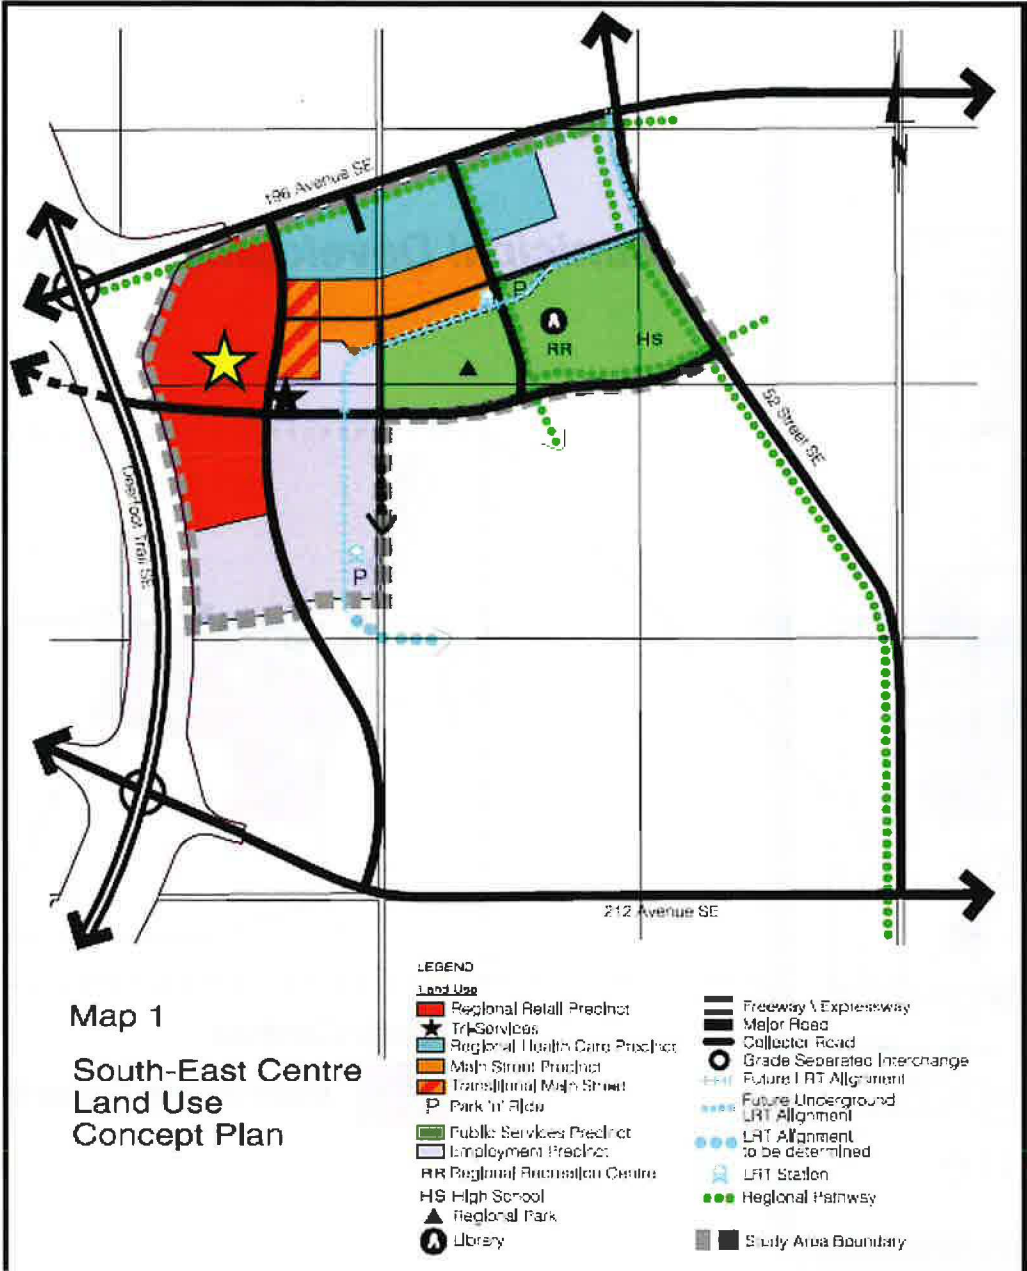 196 Avenue SE
N
P
RR
HS
52 Street SE
Deerfoot Trail SE
P
212 Avenue SE
Map 1
South-East Centre
Land Use
Concept Plan
LEGEND
Land Use
Regional Retail Precinct
Tri-Services
Regional Health Care Precinct
Main Street Precinct
Transitional Main Street
P Park 'n' Ride
Public Services Precinct
Employment Precinct
RR Regional Recreation Centre
HS High School
Regional Park
Library
Freeway \ Expressway
Major Road
Collector Road
Grade Separated Interchange
Future LRT Alignment
Future Underground
LRT Alignment
LRT Alignment
to be determined
LRT Station
Regional Pathway
Study Area Boundary